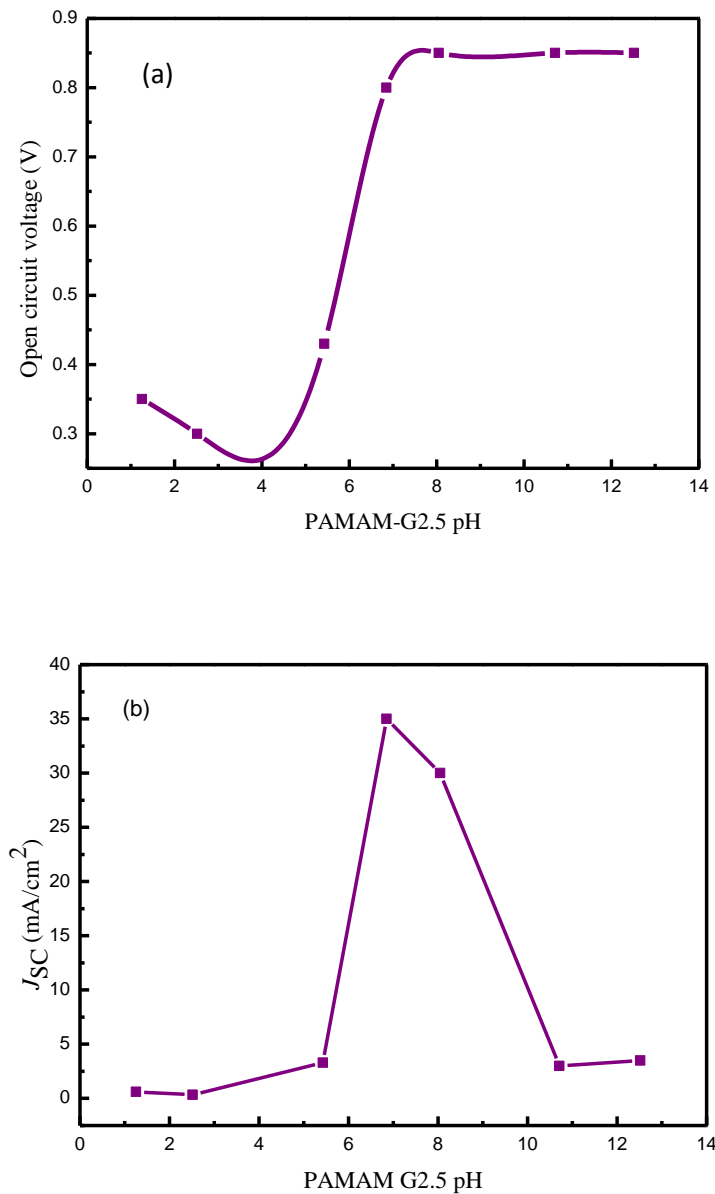 (a)
Open circuit voltage (V)
0.9
0.8
0.7
0.6
0.5
0.4
0.3
0 2 4 6 8 10 12 14
PAMAM-G2.5 pH
(b)
JSC (mA/cm2)
40
35
30
25
20
15
10
5
0
0 2 4 6 8 10 12 14
PAMAM G2.5 pH